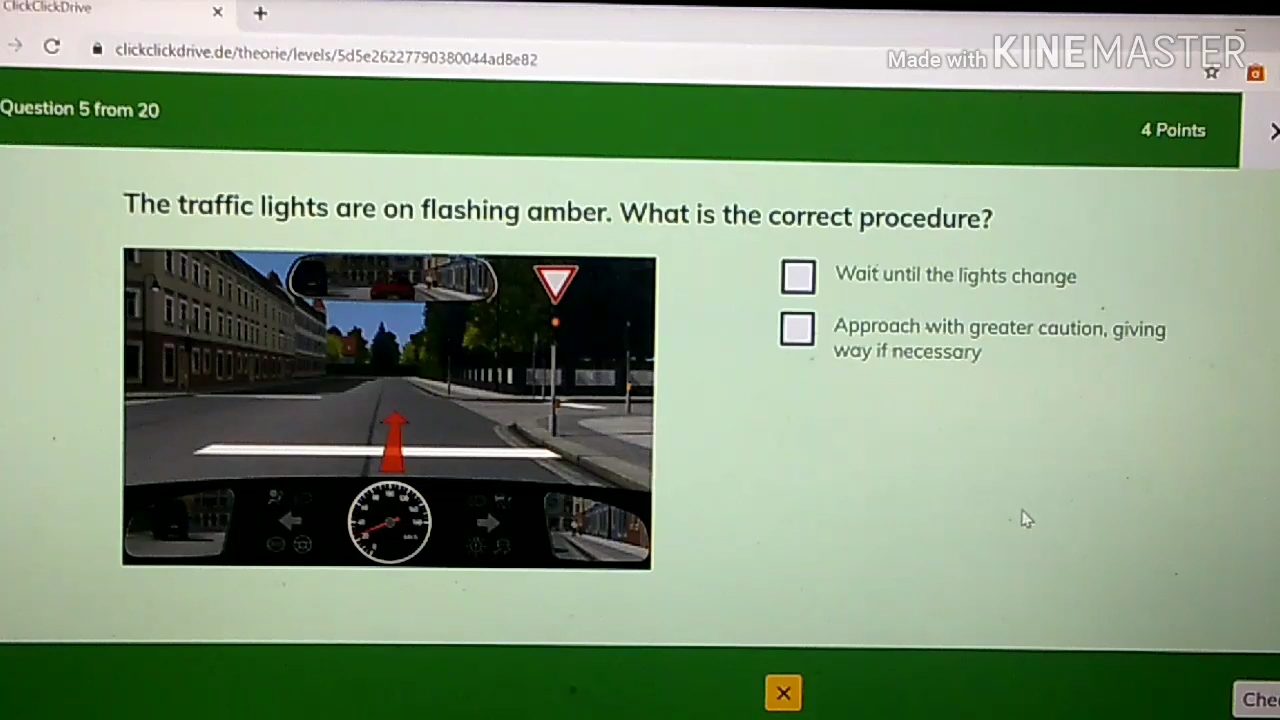 ClickClickDrive
clickclickdrive.de/theorie/levels/5d5e26227790380044ad8e82
Made with KINEMASTER
Question 5 from 20
4 Points
The traffic lights are on flashing amber. What is the correct procedure?
Wait until the lights change
Approach with greater caution, giving
way if necessary
Che